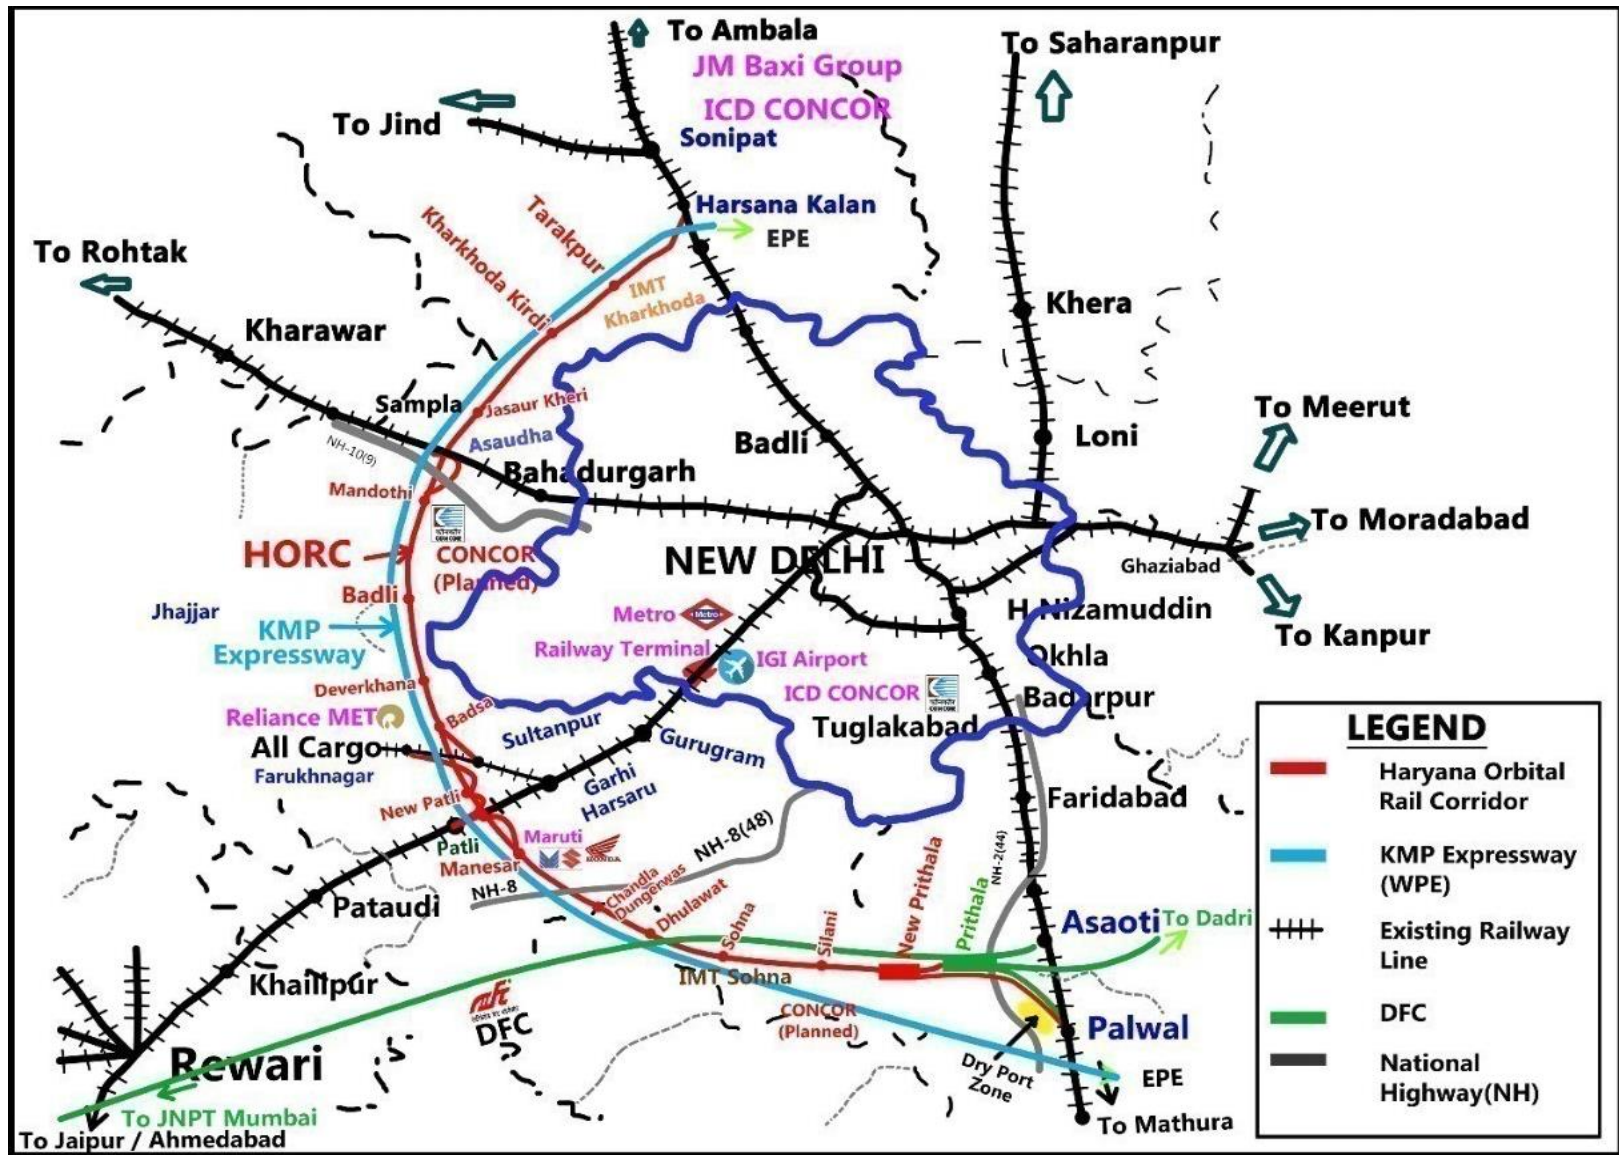 To Ambala
JM Baxi Group
ICD CONCOR
To Saharanpur
To Jind
Sonipat
Harsana Kalan
EPE
Tarakpur
Kharkhoda Kirdi
IMT
Kharkhoda
To Rohtak
Kharawar
Khera
Sampla
Jasaur Kheri
Asaudha
NH-10(9)
Badli
Loni
To Meerut
Bahadurgarh
Mandothi
To Moradabad
HORC
CONCOR
(Planned)
NEW DELHI
Ghaziabad
Badli
Jhajjar
KMP
Expressway
Metro
Metro
H.Nizamuddin
To Kanpur
Railway Terminal
IGI Airport
Okhla
Deverkhana
ICD CONCOR
Badarpur
Reliance MET
Badsa
Sultanpur
Tuglakabad
All Cargo
Gurugram
Farukhnagar
Garhi
Harsaru
New Patli
Faridabad
Patli
Maruti
HONDA
Manesar
NH-8(48)
NH-2(44)
NH-8
Chandla
Dungerwas
Dhulawat
Pataudi
Sohna
Silani
New Prithala
Prithala
Asaoti
To Dadri
Khalilpur
IMT Sohna
DFC
CONCOR
(Planned)
Palwal
Rewari
Dry Port
Zone
EPE
To JNPT Mumbai
To Mathura
To Jaipur / Ahmedabad
LEGEND
Haryana Orbital
Rail Corridor
KMP Expressway
(WPE)
Existing Railway
Line
DFC
National
Highway(NH)